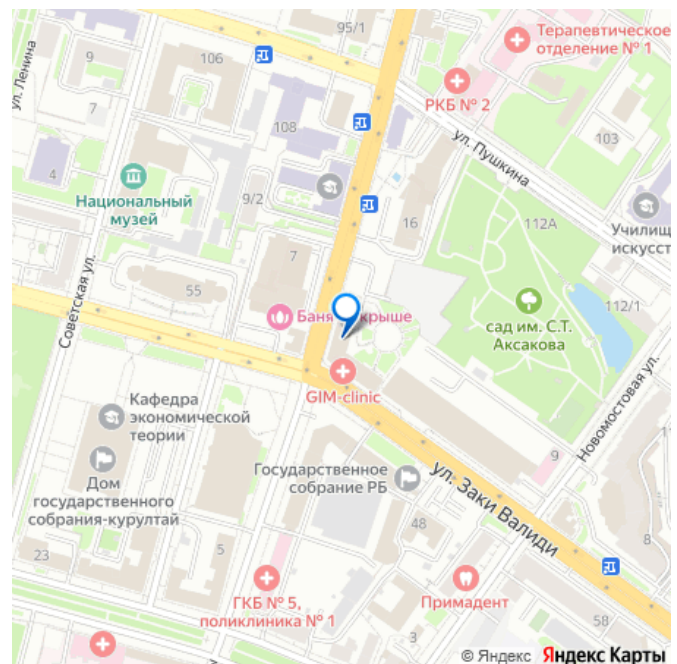 95/1
Терапевтическое
отделение № 1
ул. Ленина
9
106
РКБ № 2
7
108
ул. Пушкина
103
4
Национальный
музей
9/2
16
112А
Училищ
искусст
7
55
Советская ул.
Баня
крыше
сад им. С.Т.
Аксакова
112/1
GIM-clinic
Новомостовая ул.
Кафедра
экономической
теории
Государственное
собрание РБ
ул. Заки Валиди
9
11
Дом
государственного
собрания-курултай
48
8
23
5
ГКБ № 5,
поликлиника № 1
Примадент
58
3
© Яндекс Яндекс Карты